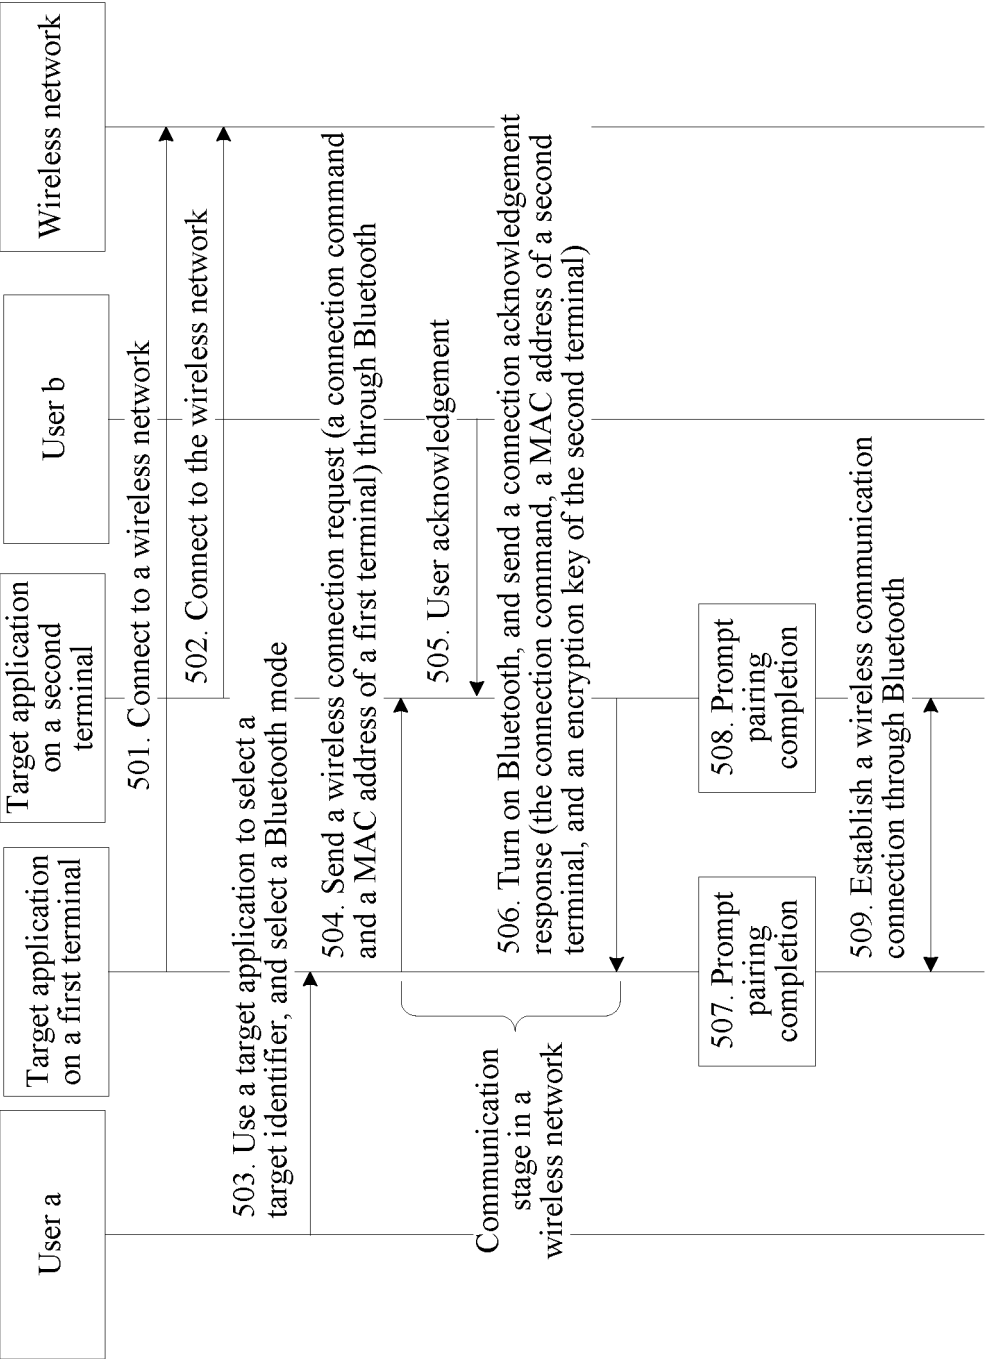 User a
Target application
on a first terminal
Target application
on a second
terminal
User b
Wireless network
501. Connect to a wireless network
502. Connect to the wireless network
503. Use a target application to select a
target identifier, and select a Bluetooth mode
504. Send a wireless connection request (a connection command
and a MAC address of a first terminal) through Bluetooth
505. User acknowledgement
Communication
stage in a
wireless network
506. Turn on Bluetooth, and send a connection acknowledgement
response (the connection command, a MAC address of a second
terminal, and an encryption key of the second terminal)
507. Prompt
pairing
completion
508. Prompt
pairing
completion
509. Establish a wireless communication
connection through Bluetooth